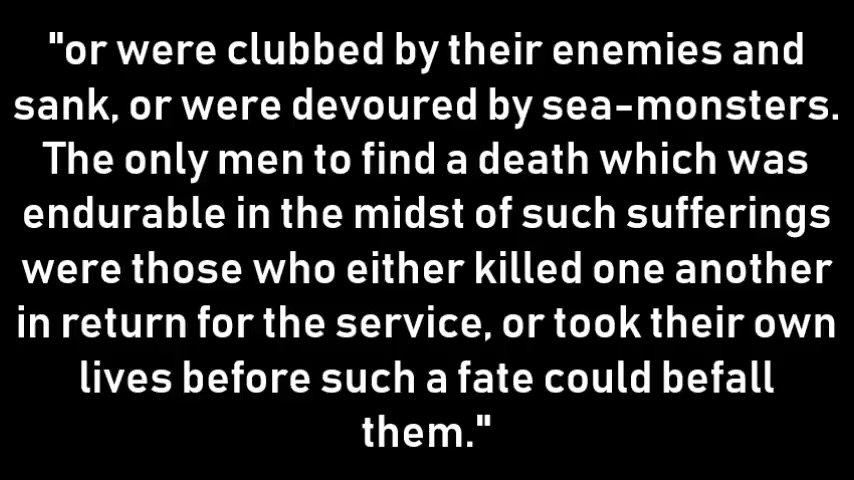 "or were clubbed by their enemies and
sank, or were devoured by sea-monsters.
The only men to find a death which was
endurable in the midst of such sufferings
were those who either killed one another
in return for the service, or took their own
lives before such a fate could befall
them."